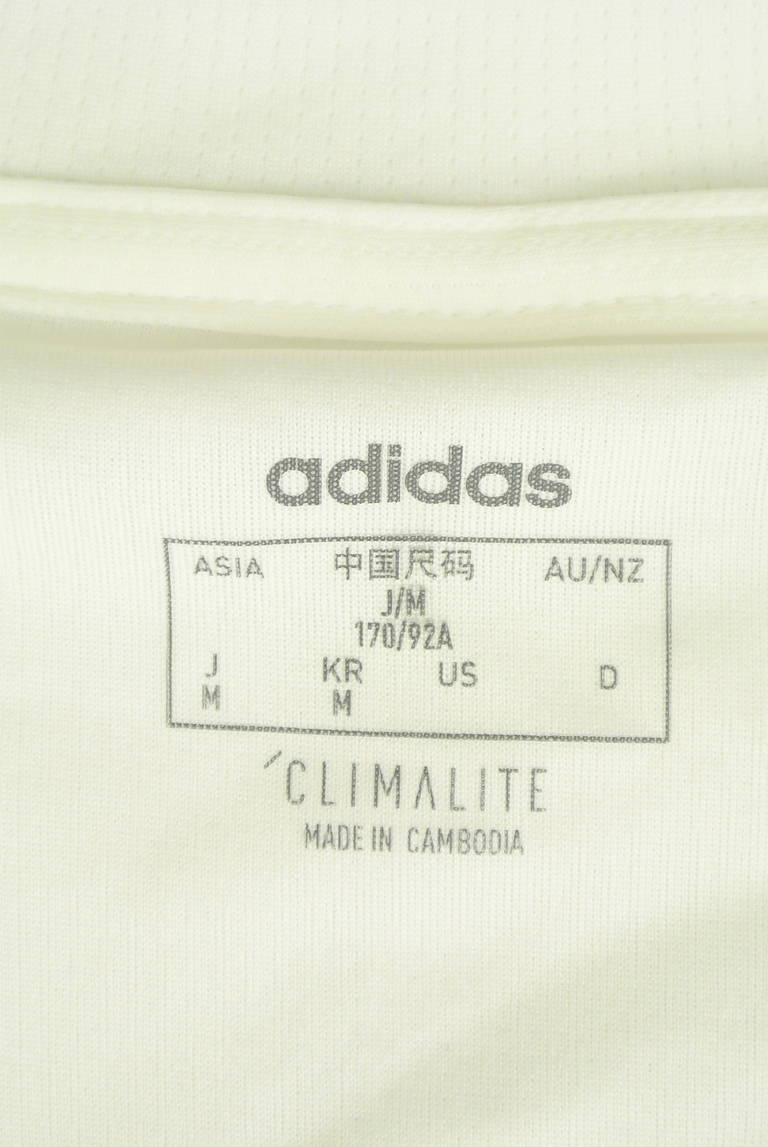 adidas
ASIA 中国尺码 AU/NZ
J/M
170/92A
J KR US D
M M
CLIMALITE
MADE IN CAMBODIA